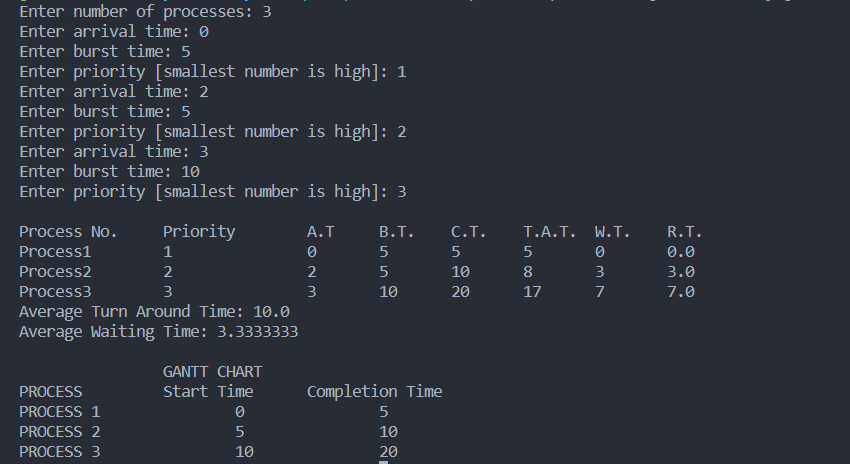 Enter number of processes: 3
Enter arrival time: 0
Enter burst time: 5
Enter priority [smallest number is high]: 1
Enter arrival time: 2
Enter burst time: 5
Enter priority [smallest number is high]: 2
Enter arrival time: 3
Enter burst time: 10
Enter priority [smallest number is high]: 3
Process No. Priority A.T B.T. C.T. T.A.T. W.T. R.T.
Process1 1 0 5 5 5 0 0.0
Process2 2 2 5 10 8 3 3.0
Process3 3 3 10 20 17 7 7.0
Average Turn Around Time: 10.0
Average Waiting Time: 3.3333333
GANTT CHART
PROCESS Start Time Completion Time
PROCESS 1 0 5
PROCESS 2 5 10
PROCESS 3 10 20